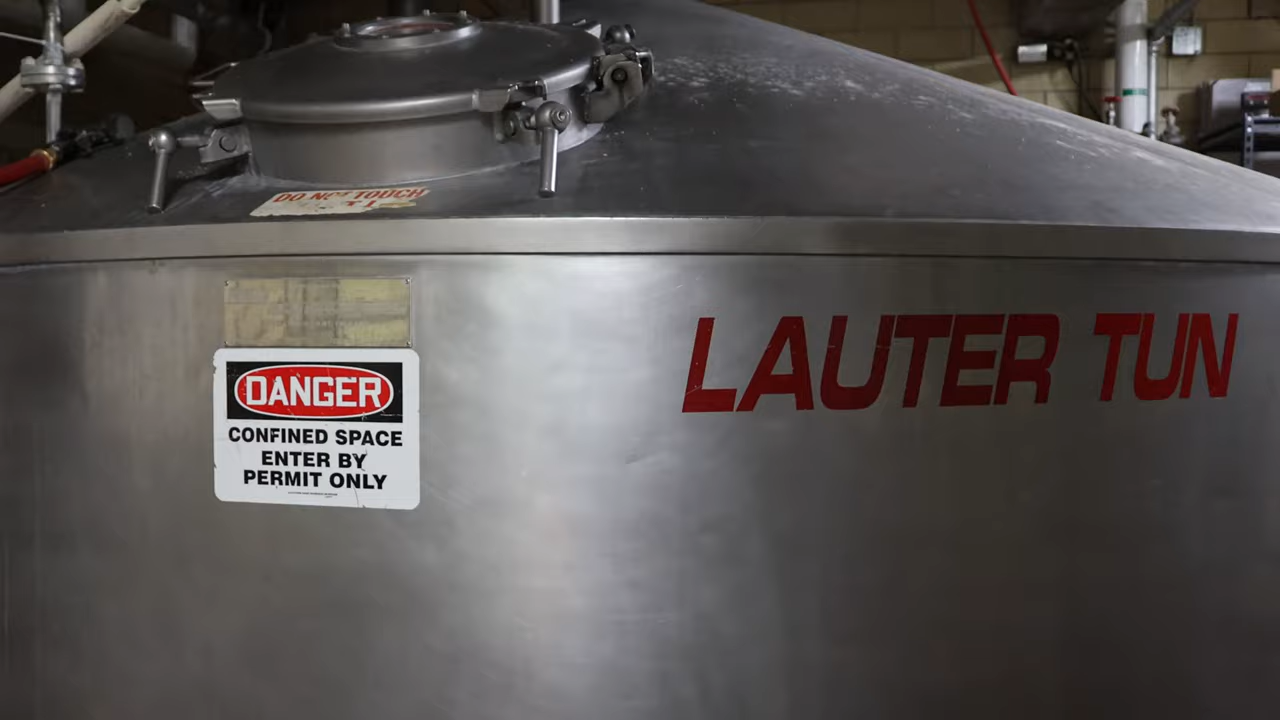 DO NOT TOUCH
DANGER
CONFINED SPACE
ENTER BY
PERMIT ONLY
LAUTER TUN